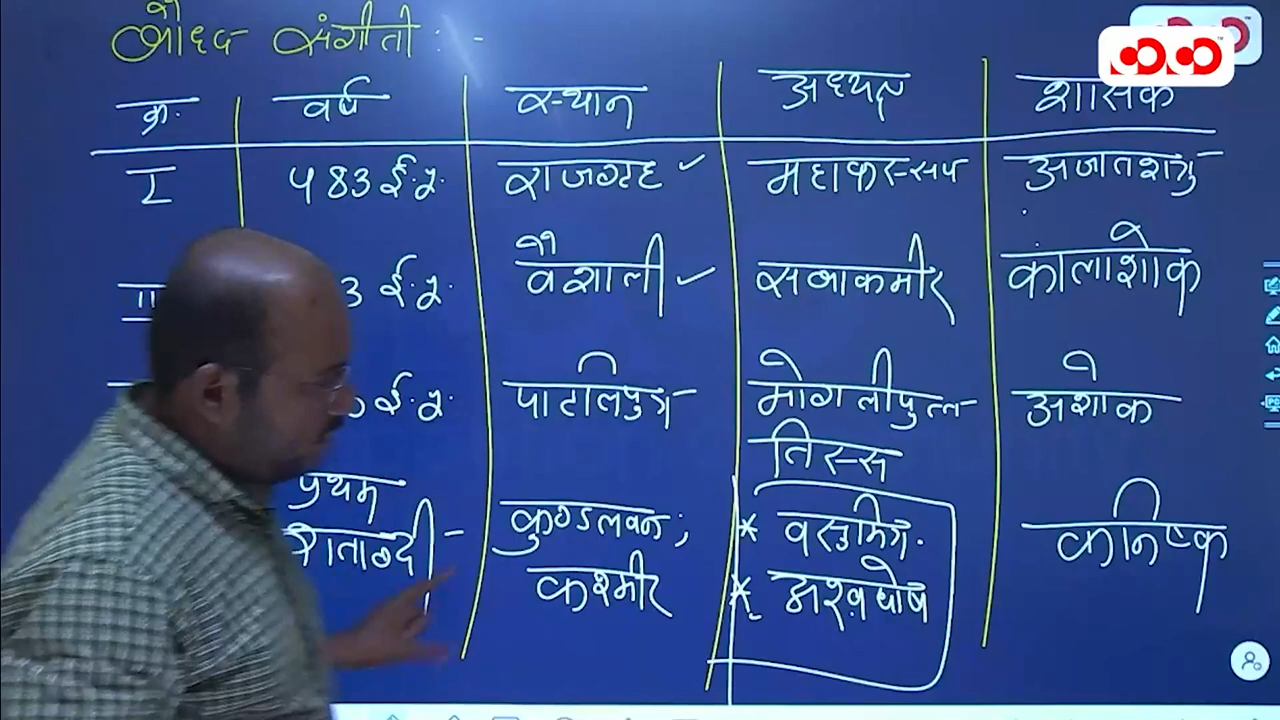 बौध्द संगीती : -
क्र. वर्ष स्थान अध्यक्ष शासक
I 483 ई.पू. राजगृह महाकस्सप अजातशत्रु
II 3 ई.पू. वैशाली सबाकमीर कालाशोक
ई.पू. पाटलिपुत्र मोगलीपुत्त अशोक
तिस्स
प्रथम कुण्डलवन; * वसुमित्र. कनिष्क
शताब्दी - कश्मीर * अश्वघोष